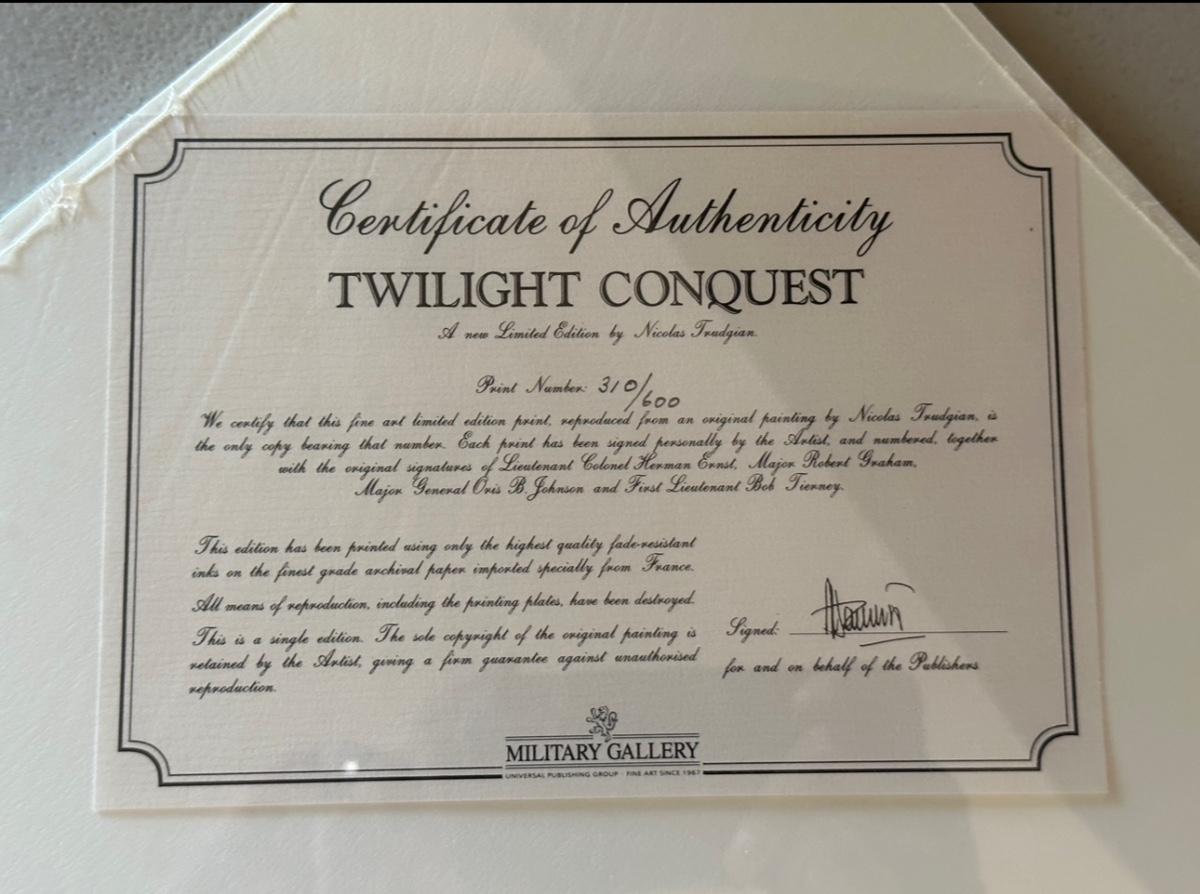 Certificate of Authenticity
TWILIGHT CONQUEST
A new Limited Edition by Nicolas Trudgian.
Print Number: 310/600
We certify that this fine art limited edition print, reproduced from an original painting by Nicolas Trudgian, is
the only copy bearing that number. Each print has been signed personally by the Artist, and numbered, together
with the original signatures of Lieutenant Colonel Herman Ernst, Major Robert Graham,
Major General Oris B. Johnson and First Lieutenant Bob Tierney.
This edition has been printed using only the highest quality fade-resistant
inks on the finest grade archival paper imported specially from France.
All means of reproduction, including the printing plates, have been destroyed.
This is a single edition. The sole copyright of the original painting is
retained by the Artist, giving a firm guarantee against unauthorised
reproduction.
Signed:
for and on behalf of the Publishers
MILITARY GALLERY
UNIVERSAL PUBLISHING GROUP · FINE ART SINCE 1967